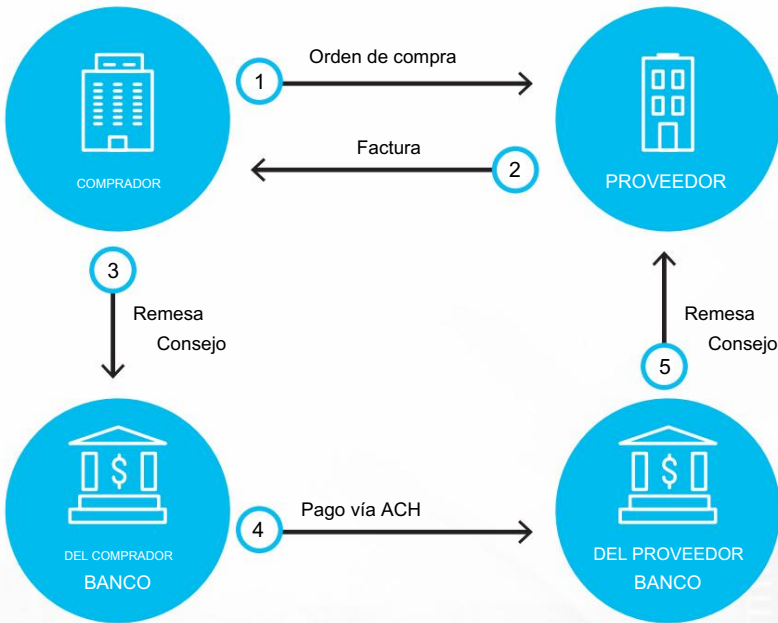 Orden de compra
1
COMPRADOR
Factura
2
PROVEEDOR
3
Remesa
Consejo
Remesa
Consejo
5
$
DEL COMPRADOR
BANCO
4
Pago vía ACH
$
DEL PROVEEDOR
BANCO